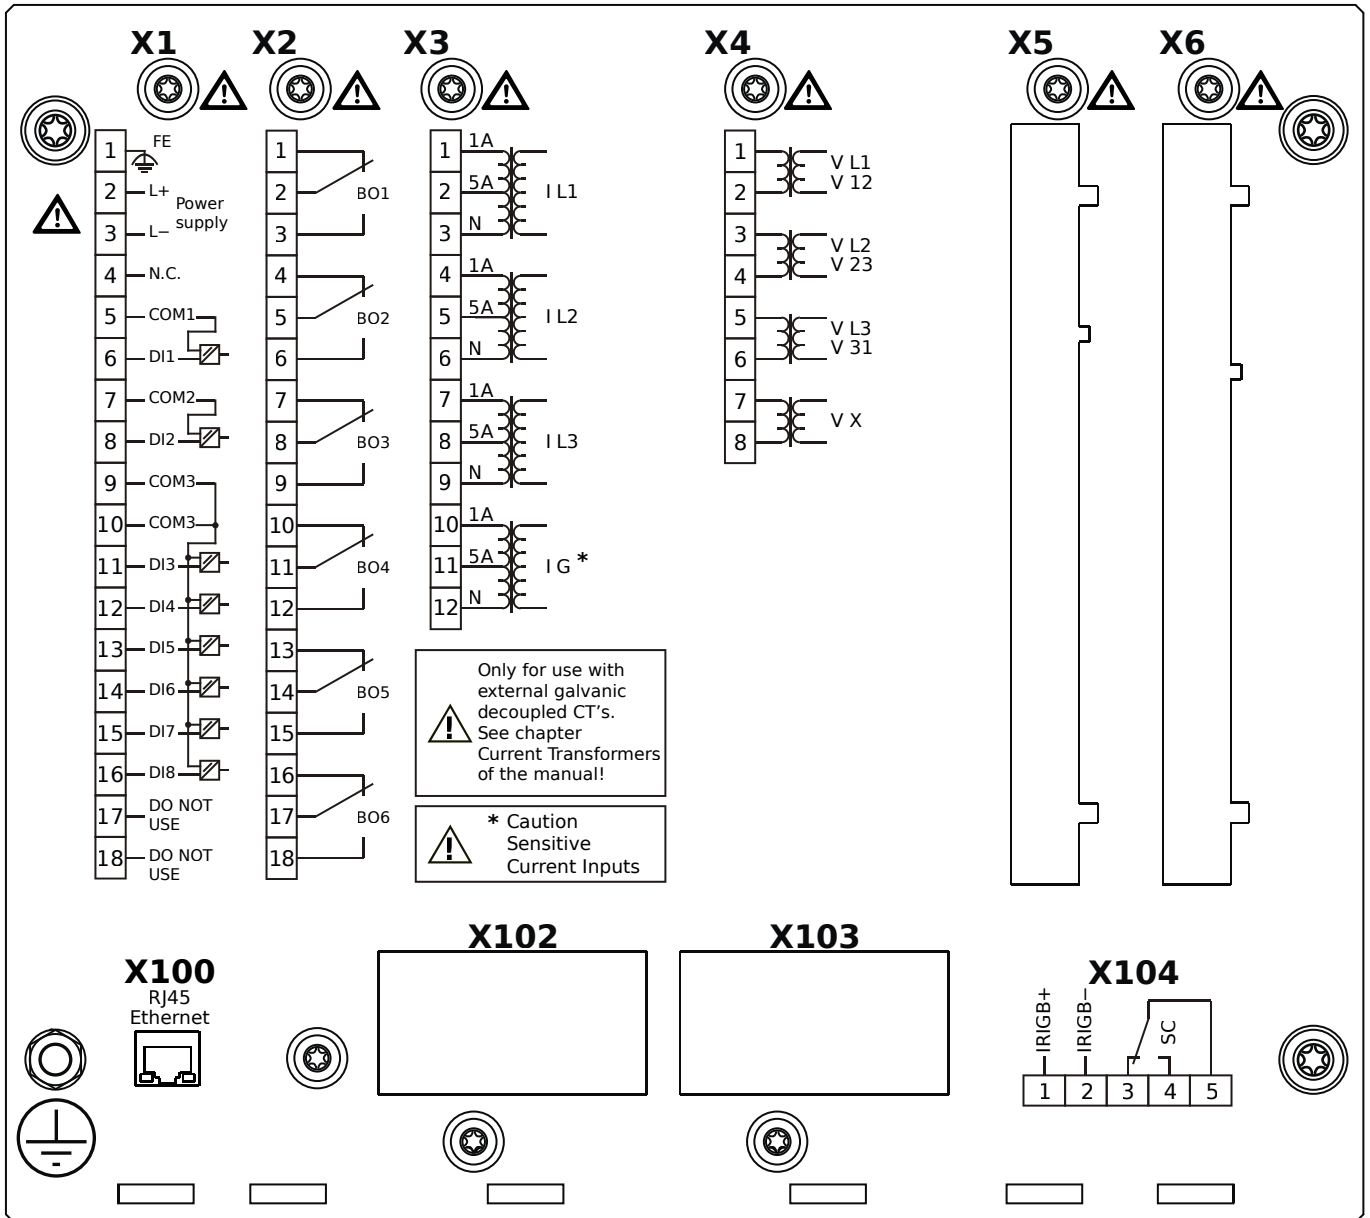 X1
X2
X3
X4
X5
X6
1 FE
2 L+
Power
supply
3 L−
4 N.C.
5 COM1
6 DI1
7 COM2
8 DI2
9 COM3
10 COM3
11 DI3
12 DI4
13 DI5
14 DI6
15 DI7
16 DI8
17 DO NOT
USE
18 DO NOT
USE
1
2 BO1
3
4
5 BO2
6
7
8 BO3
9
10
11 BO4
12
13
14 BO5
15
16
17 BO6
18
1 1A
2 5A I L1
3 N
4 1A
5 5A I L2
6 N
7 1A
8 5A I L3
9 N
10 1A
11 5A I G *
12 N
Only for use with
external galvanic
decoupled CT's.
See chapter
Current Transformers
of the manual!
* Caution
Sensitive
Current Inputs
1 V L1
2 V 12
3 V L2
4 V 23
5 V L3
6 V 31
7 V X
8
X100
RJ45
Ethernet
X102
X103
X104
IRIGB+
IRIGB−
SC
1 2 3 4 5